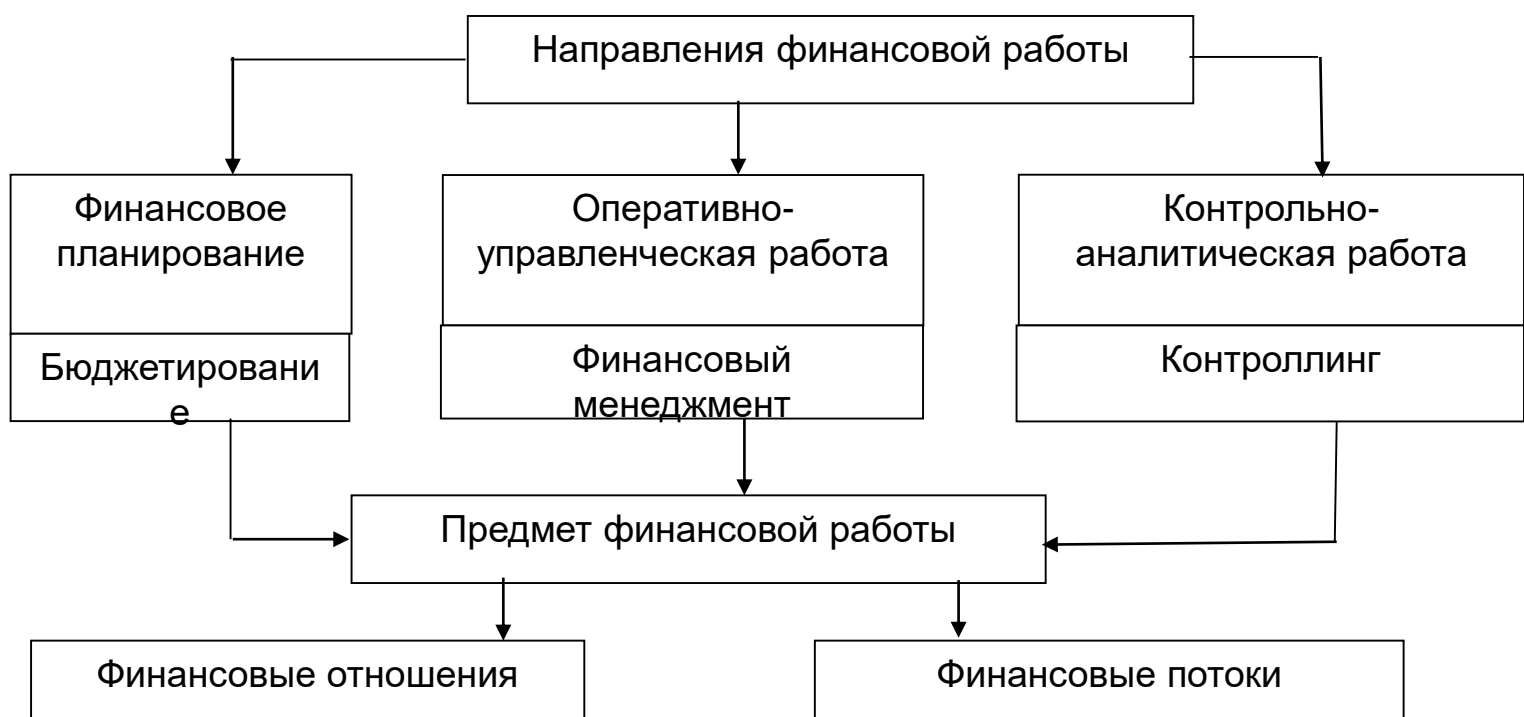 Направления финансовой работы
Финансовое
планирование
Оперативно-
управленческая работа
Контрольно-
аналитическая работа
Бюджетировани
е
Финансовый
менеджмент
Контроллинг
Предмет финансовой работы
Финансовые отношения
Финансовые потоки